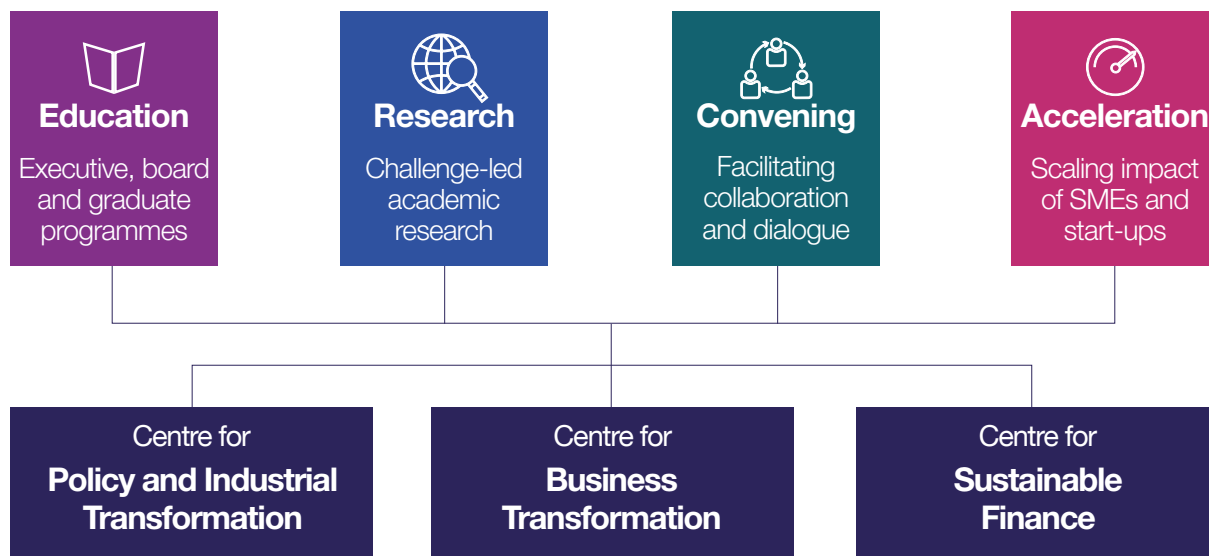 Education
Executive, board
and graduate
programmes
Research
Challenge-led
academic
research
Convening
Facilitating
collaboration
and dialogue
Acceleration
Scaling impact
of SMEs and
start-ups
Centre for
Policy and Industrial
Transformation
Centre for
Business
Transformation
Centre for
Sustainable
Finance